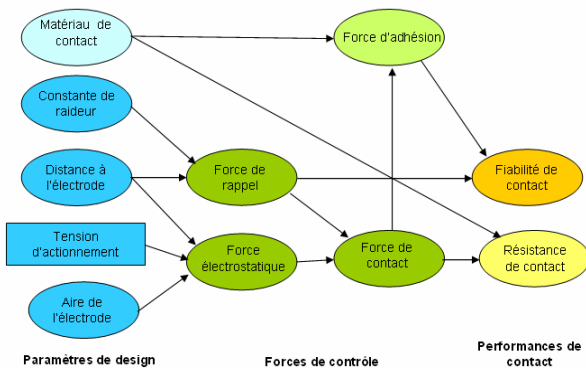 Matériau de
contact
Force d'adhésion
Constante de
raideur
Distance à
l'électrode
Force de
rappel
Fiabilité de
contact
Tension
d'actionnement
Force
électrostatique
Force de
contact
Résistance
de contact
Aire de
l'électrode
Paramètres de design
Forces de contrôle
Performances de
contact